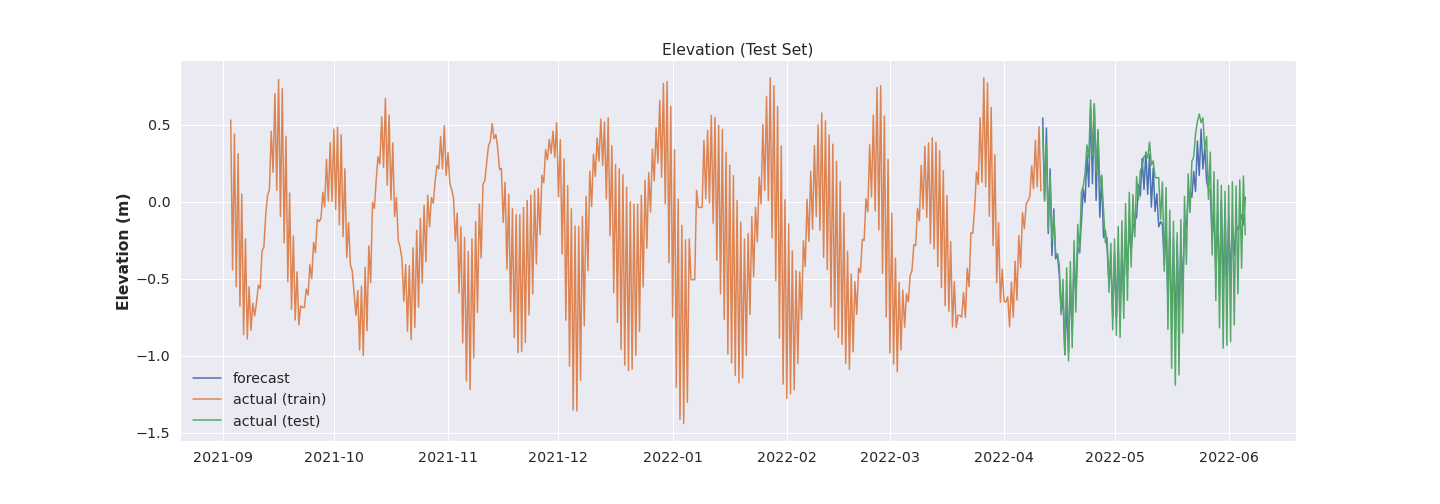 Elevation (Test Set)
Elevation (m)
0.5
0.0
−0.5
−1.0
−1.5
forecast
actual (train)
actual (test)
2021-09 2021-10 2021-11 2021-12 2022-01 2022-02 2022-03 2022-04 2022-05 2022-06